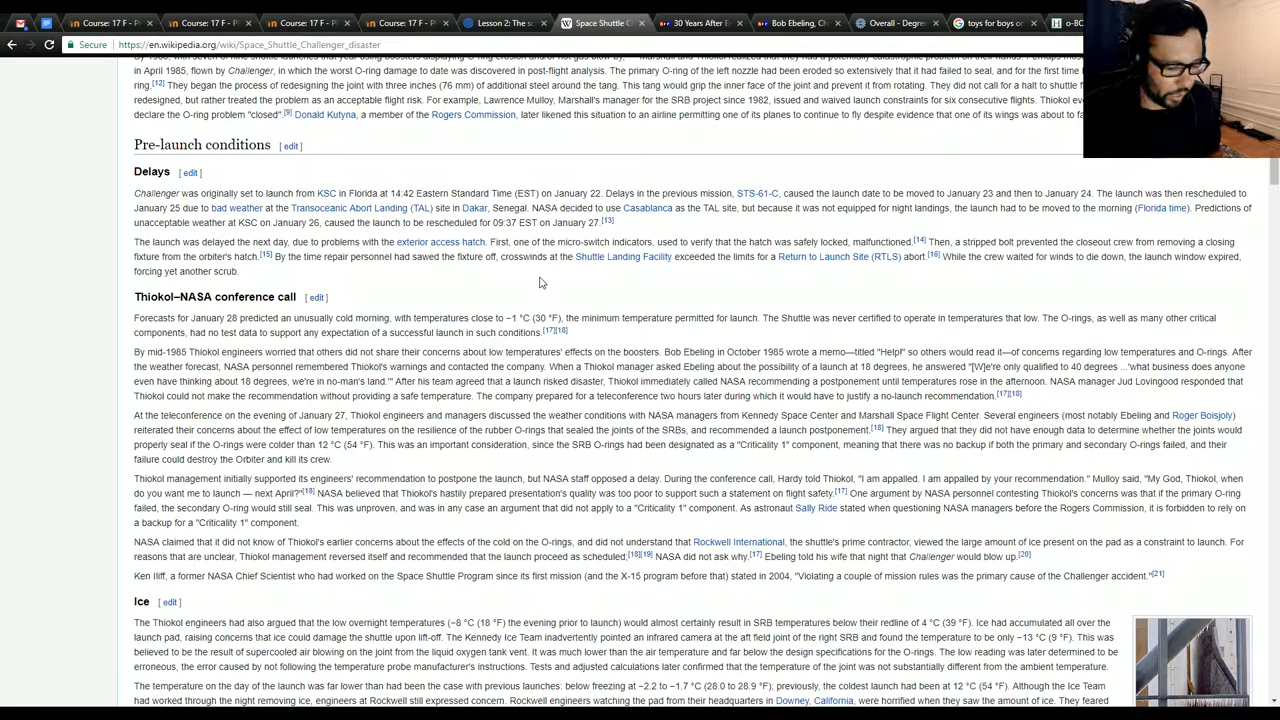 Course: 17 F - Pl
Course: 17 F - Pl
Course: 17 F - Pl
Course: 17 F - Pl
Lesson 2: The s
Space Shuttle C
30 Years After E
Bob Ebeling, Ch
Overall - Degre
toys for boys or
o-BO
Secure https://en.wikipedia.org/wiki/Space_Shuttle_Challenger_disaster
in April 1985, flown by Challenger, in which the worst O-ring damage to date was discovered in post-flight analysis. The primary O-ring of the left nozzle had been eroded so extensively that it had failed to seal, and for the first time
ring.[12] They began the process of redesigning the joint with three inches (76 mm) of additional steel around the tang. This tang would grip the inner face of the joint and prevent it from rotating. They did not call for a halt to shuttle
redesigned, but rather treated the problem as an acceptable flight risk. For example, Lawrence Mulloy, Marshall's manager for the SRB project since 1982, issued and waived launch constraints for six consecutive flights. Thiokol
declare the O-ring problem "closed".[9] Donald Kutyna, a member of the Rogers Commission, later likened this situation to an airline permitting one of its planes to continue to fly despite evidence that one of its wings was about to
Pre-launch conditions [ edit ]
Delays [ edit ]
Challenger was originally set to launch from KSC in Florida at 14:42 Eastern Standard Time (EST) on January 22. Delays in the previous mission, STS-61-C, caused the launch date to be moved to January 23 and then to January 24. The launch was then rescheduled to
January 25 due to bad weather at the Transoceanic Abort Landing (TAL) site in Dakar, Senegal. NASA decided to use Casablanca as the TAL site, but because it was not equipped for night landings, the launch had to be moved to the morning (Florida time). Predictions of
unacceptable weather at KSC on January 26, caused the launch to be rescheduled for 09:37 EST on January 27.[13]
The launch was delayed the next day, due to problems with the exterior access hatch. First, one of the micro-switch indicators, used to verify that the hatch was safely locked, malfunctioned.[14] Then, a stripped bolt prevented the closeout crew from removing a closing
fixture from the orbiter's hatch.[15] By the time repair personnel had sawed the fixture off, crosswinds at the Shuttle Landing Facility exceeded the limits for a Return to Launch Site (RTLS) abort.[16] While the crew waited for winds to die down, the launch window expired,
forcing yet another scrub.
Thiokol–NASA conference call [ edit ]
Forecasts for January 28 predicted an unusually cold morning, with temperatures close to −1 °C (30 °F), the minimum temperature permitted for launch. The Shuttle was never certified to operate in temperatures that low. The O-rings, as well as many other critical
components, had no test data to support any expectation of a successful launch in such conditions.[17][18]
By mid-1985 Thiokol engineers worried that others did not share their concerns about low temperatures' effects on the boosters. Bob Ebeling in October 1985 wrote a memo—titled "Help!" so others would read it—of concerns regarding low temperatures and O-rings. After
the weather forecast, NASA personnel remembered Thiokol's warnings and contacted the company. When a Thiokol manager asked Ebeling about the possibility of a launch at 18 degrees, he answered "[W]e're only qualified to 40 degrees ...'what business does anyone
even have thinking about 18 degrees, we're in no-man's land.'" After his team agreed that a launch risked disaster, Thiokol immediately called NASA recommending a postponement until temperatures rose in the afternoon. NASA manager Jud Lovingood responded that
Thiokol could not make the recommendation without providing a safe temperature. The company prepared for a teleconference two hours later during which it would have to justify a no-launch recommendation.[17][18]
At the teleconference on the evening of January 27, Thiokol engineers and managers discussed the weather conditions with NASA managers from Kennedy Space Center and Marshall Space Flight Center. Several engineers (most notably Ebeling and Roger Boisjoly)
reiterated their concerns about the effect of low temperatures on the resilience of the rubber O-rings that sealed the joints of the SRBs, and recommended a launch postponement.[18] They argued that they did not have enough data to determine whether the joints would
properly seal if the O-rings were colder than 12 °C (54 °F). This was an important consideration, since the SRB O-rings had been designated as a "Criticality 1" component, meaning that there was no backup if both the primary and secondary O-rings failed, and their
failure could destroy the Orbiter and kill its crew.
Thiokol management initially supported its engineers' recommendation to postpone the launch, but NASA staff opposed a delay. During the conference call, Hardy told Thiokol, "I am appalled. I am appalled by your recommendation." Mulloy said, "My God, Thiokol, when
do you want me to launch — next April?"[18] NASA believed that Thiokol's hastily prepared presentation's quality was too poor to support such a statement on flight safety.[17] One argument by NASA personnel contesting Thiokol's concerns was that if the primary O-ring
failed, the secondary O-ring would still seal. This was unproven, and was in any case an argument that did not apply to a "Criticality 1" component. As astronaut Sally Ride stated when questioning NASA managers before the Rogers Commission, it is forbidden to rely on
a backup for a "Criticality 1" component.
NASA claimed that it did not know of Thiokol's earlier concerns about the effects of the cold on the O-rings, and did not understand that Rockwell International, the shuttle's prime contractor, viewed the large amount of ice present on the pad as a constraint to launch. For
reasons that are unclear, Thiokol management reversed itself and recommended that the launch proceed as scheduled;[18][19] NASA did not ask why.[17] Ebeling told his wife that night that Challenger would blow up.[20]
Ken Iliff, a former NASA Chief Scientist who had worked on the Space Shuttle Program since its first mission (and the X-15 program before that) stated in 2004, "Violating a couple of mission rules was the primary cause of the Challenger accident."[21]
Ice [ edit ]
The Thiokol engineers had also argued that the low overnight temperatures (−8 °C (18 °F) the evening prior to launch) would almost certainly result in SRB temperatures below their redline of 4 °C (39 °F). Ice had accumulated all over the
launch pad, raising concerns that ice could damage the shuttle upon lift-off. The Kennedy Ice Team inadvertently pointed an infrared camera at the aft field joint of the right SRB and found the temperature to be only −13 °C (9 °F). This was
believed to be the result of supercooled air blowing on the joint from the liquid oxygen tank vent. It was much lower than the air temperature and far below the design specifications for the O-rings. The low reading was later determined to be
erroneous, the error caused by not following the temperature probe manufacturer's instructions. Tests and adjusted calculations later confirmed that the temperature of the joint was not substantially different from the ambient temperature.
The temperature on the day of the launch was far lower than had been the case with previous launches: below freezing at −2.2 to −1.7 °C (28.0 to 28.9 °F); previously, the coldest launch had been at 12 °C (54 °F). Although the Ice Team
had worked through the night removing ice, engineers at Rockwell still expressed concern. Rockwell engineers watching the pad from their headquarters in Downey, California, were horrified when they saw the amount of ice. They feared